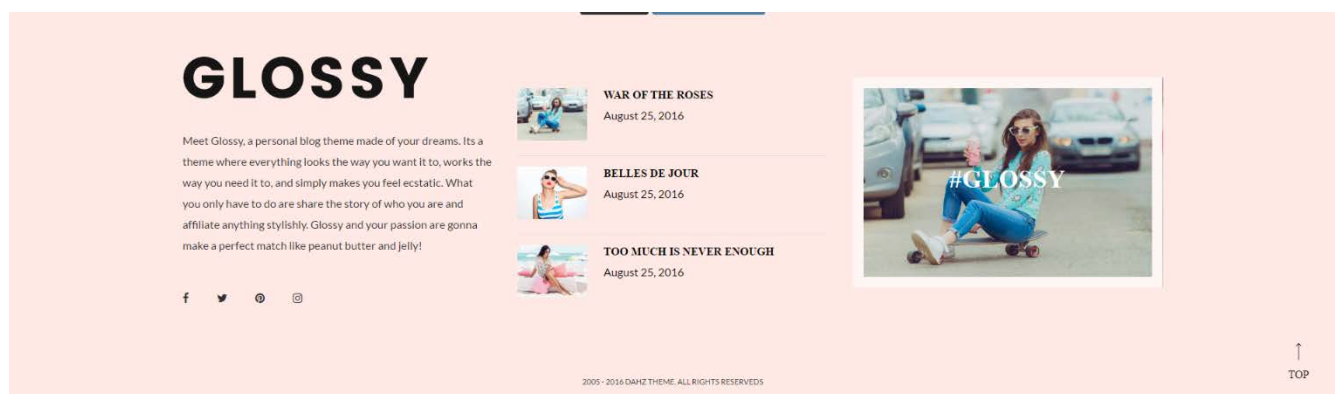 GLOSSY
Meet Glossy, a personal blog theme made of your dreams. Its a
theme where everything looks the way you want it to, works the
way you need it to, and simply makes you feel ecstatic. What
you only have to do are share the story of who you are and
affiliate anything stylishly. Glossy and your passion are gonna
make a perfect match like peanut butter and jelly!
WAR OF THE ROSES
August 25, 2016
BELLES DE JOUR
August 25, 2016
TOO MUCH IS NEVER ENOUGH
August 25, 2016
#GLOSSY
TOP
2005 - 2016 DAHZ THEME. ALL RIGHTS RESERVEDS